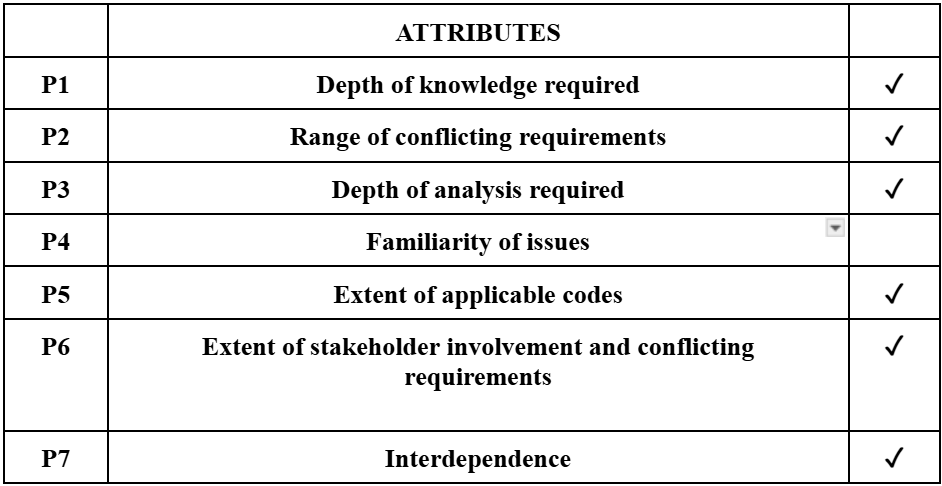 ATTRIBUTES
P1 Depth of knowledge required ✓
P2 Range of conflicting requirements ✓
P3 Depth of analysis required ✓
P4 Familiarity of issues
P5 Extent of applicable codes ✓
P6 Extent of stakeholder involvement and conflicting ✓
requirements
P7 Interdependence ✓